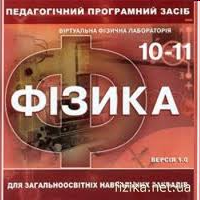 ПЕДАГОГІЧНИЙ ПРОГРАМНИЙ ЗАСІБ
ВІРТУАЛЬНА ФІЗИЧНА ЛАБОРАТОРІЯ
10-11
ФІЗИКА
ВЕРСІЯ 1.0
ДЛЯ ЗАГАЛЬНООСВІТНІХ НАВЧАЛЬНИХ ЗАКЛАДІВ
fizika.net.ua